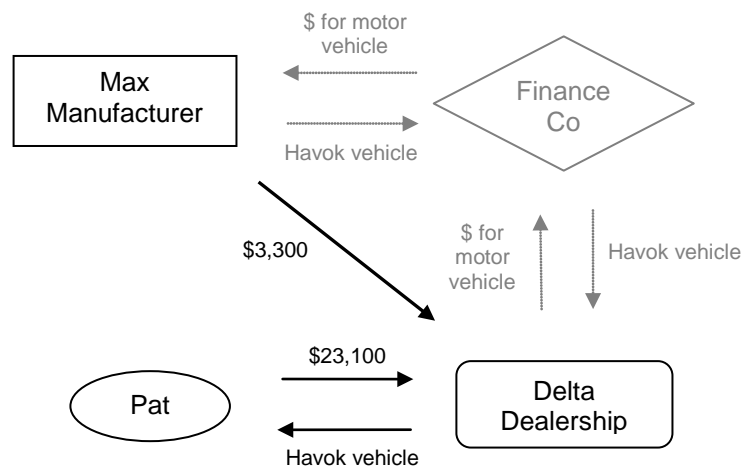 $ for motor
vehicle
Max
Manufacturer
Finance
Co
Havok vehicle
$3,300
$ for
motor
vehicle
Havok vehicle
$23,100
Pat
Delta
Dealership
Havok vehicle